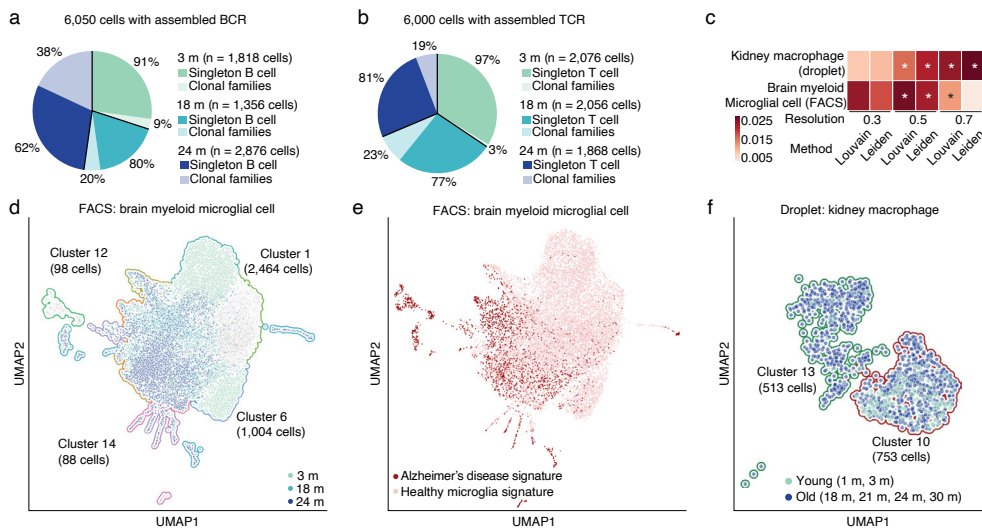 a
6,050 cells with assembled BCR
38%
91%
9%
80%
20%
62%
3 m (n = 1,818 cells)
Singleton B cell
Clonal families
18 m (n = 1,356 cells)
Singleton B cell
Clonal families
24 m (n = 2,876 cells)
Singleton B cell
Clonal families
b
6,000 cells with assembled TCR
19%
97%
81%
3%
23%
77%
3 m (n = 2,076 cells)
Singleton T cell
Clonal families
18 m (n = 2,056 cells)
Singleton T cell
Clonal families
24 m (n = 1,868 cells)
Singleton T cell
Clonal families
c
Kidney macrophage
(droplet)
* * * *
Brain myeloid
Microglial cell (FACS)
* * *
Resolution 0.3 0.5 0.7
Method
Louvain
Leiden
Louvain
Leiden
Louvain
Leiden
0.025
0.015
0.005
d
FACS: brain myeloid microglial cell
Cluster 12
(98 cells)
Cluster 1
(2,464 cells)
Cluster 6
(1,004 cells)
Cluster 14
(88 cells)
3 m
18 m
24 m
UMAP2
UMAP1
e
FACS: brain myeloid microglial cell
Alzheimer's disease signature
Healthy microglia signature
UMAP2
UMAP1
f
Droplet: kidney macrophage
Cluster 13
(513 cells)
Cluster 10
(753 cells)
Young (1 m, 3 m)
Old (18 m, 21 m, 24 m, 30 m)
UMAP2
UMAP1